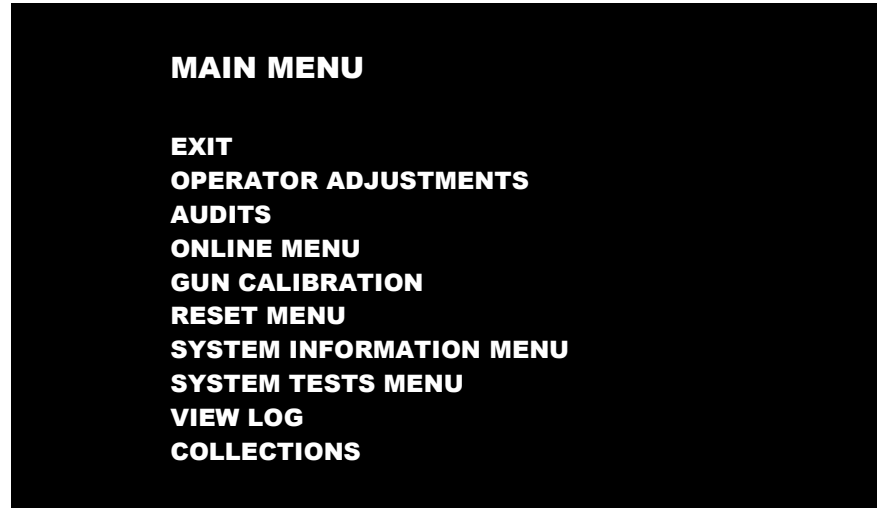 MAIN MENU
EXIT
OPERATOR ADJUSTMENTS
AUDITS
ONLINE MENU
GUN CALIBRATION
RESET MENU
SYSTEM INFORMATION MENU
SYSTEM TESTS MENU
VIEW LOG
COLLECTIONS